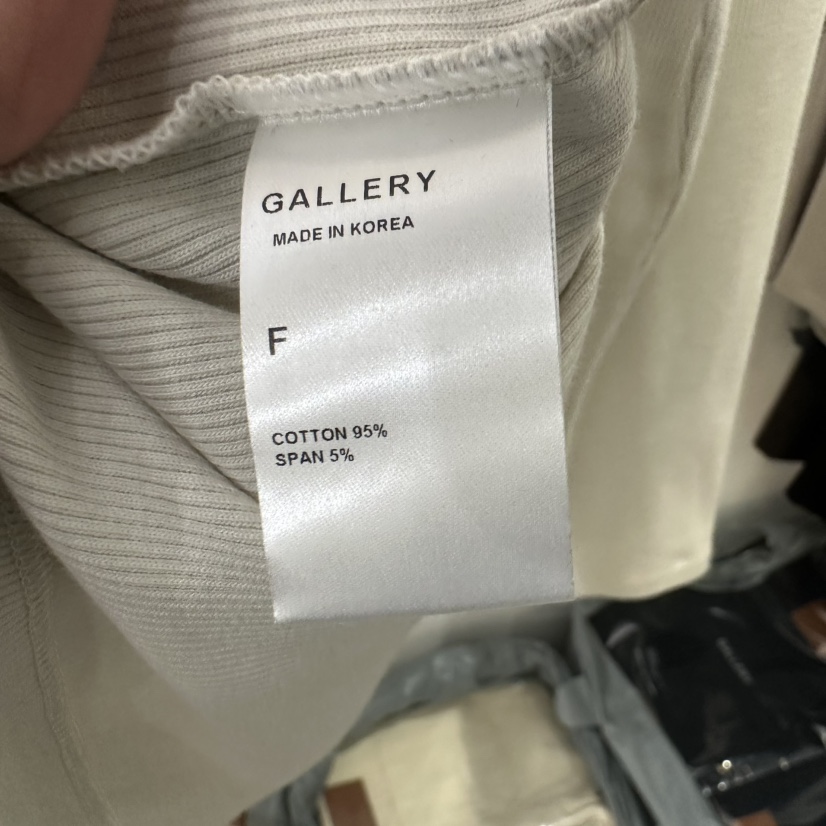 GALLERY
MADE IN KOREA
F
COTTON 95%
SPAN 5%